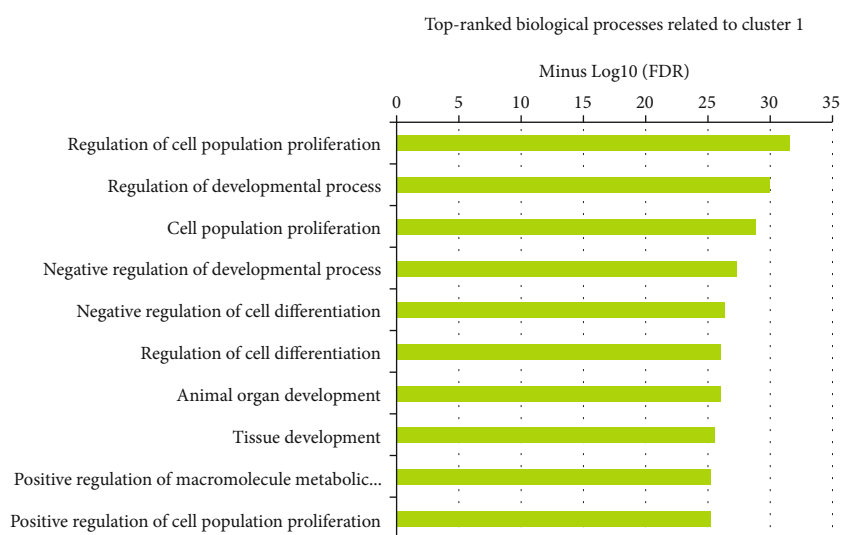 Top-ranked biological processes related to cluster 1
Minus Log10 (FDR)
0 5 10 15 20 25 30 35
Regulation of cell population proliferation
Regulation of developmental process
Cell population proliferation
Negative regulation of developmental process
Negative regulation of cell differentiation
Regulation of cell differentiation
Animal organ development
Tissue development
Positive regulation of macromolecule metabolic...
Positive regulation of cell population proliferation